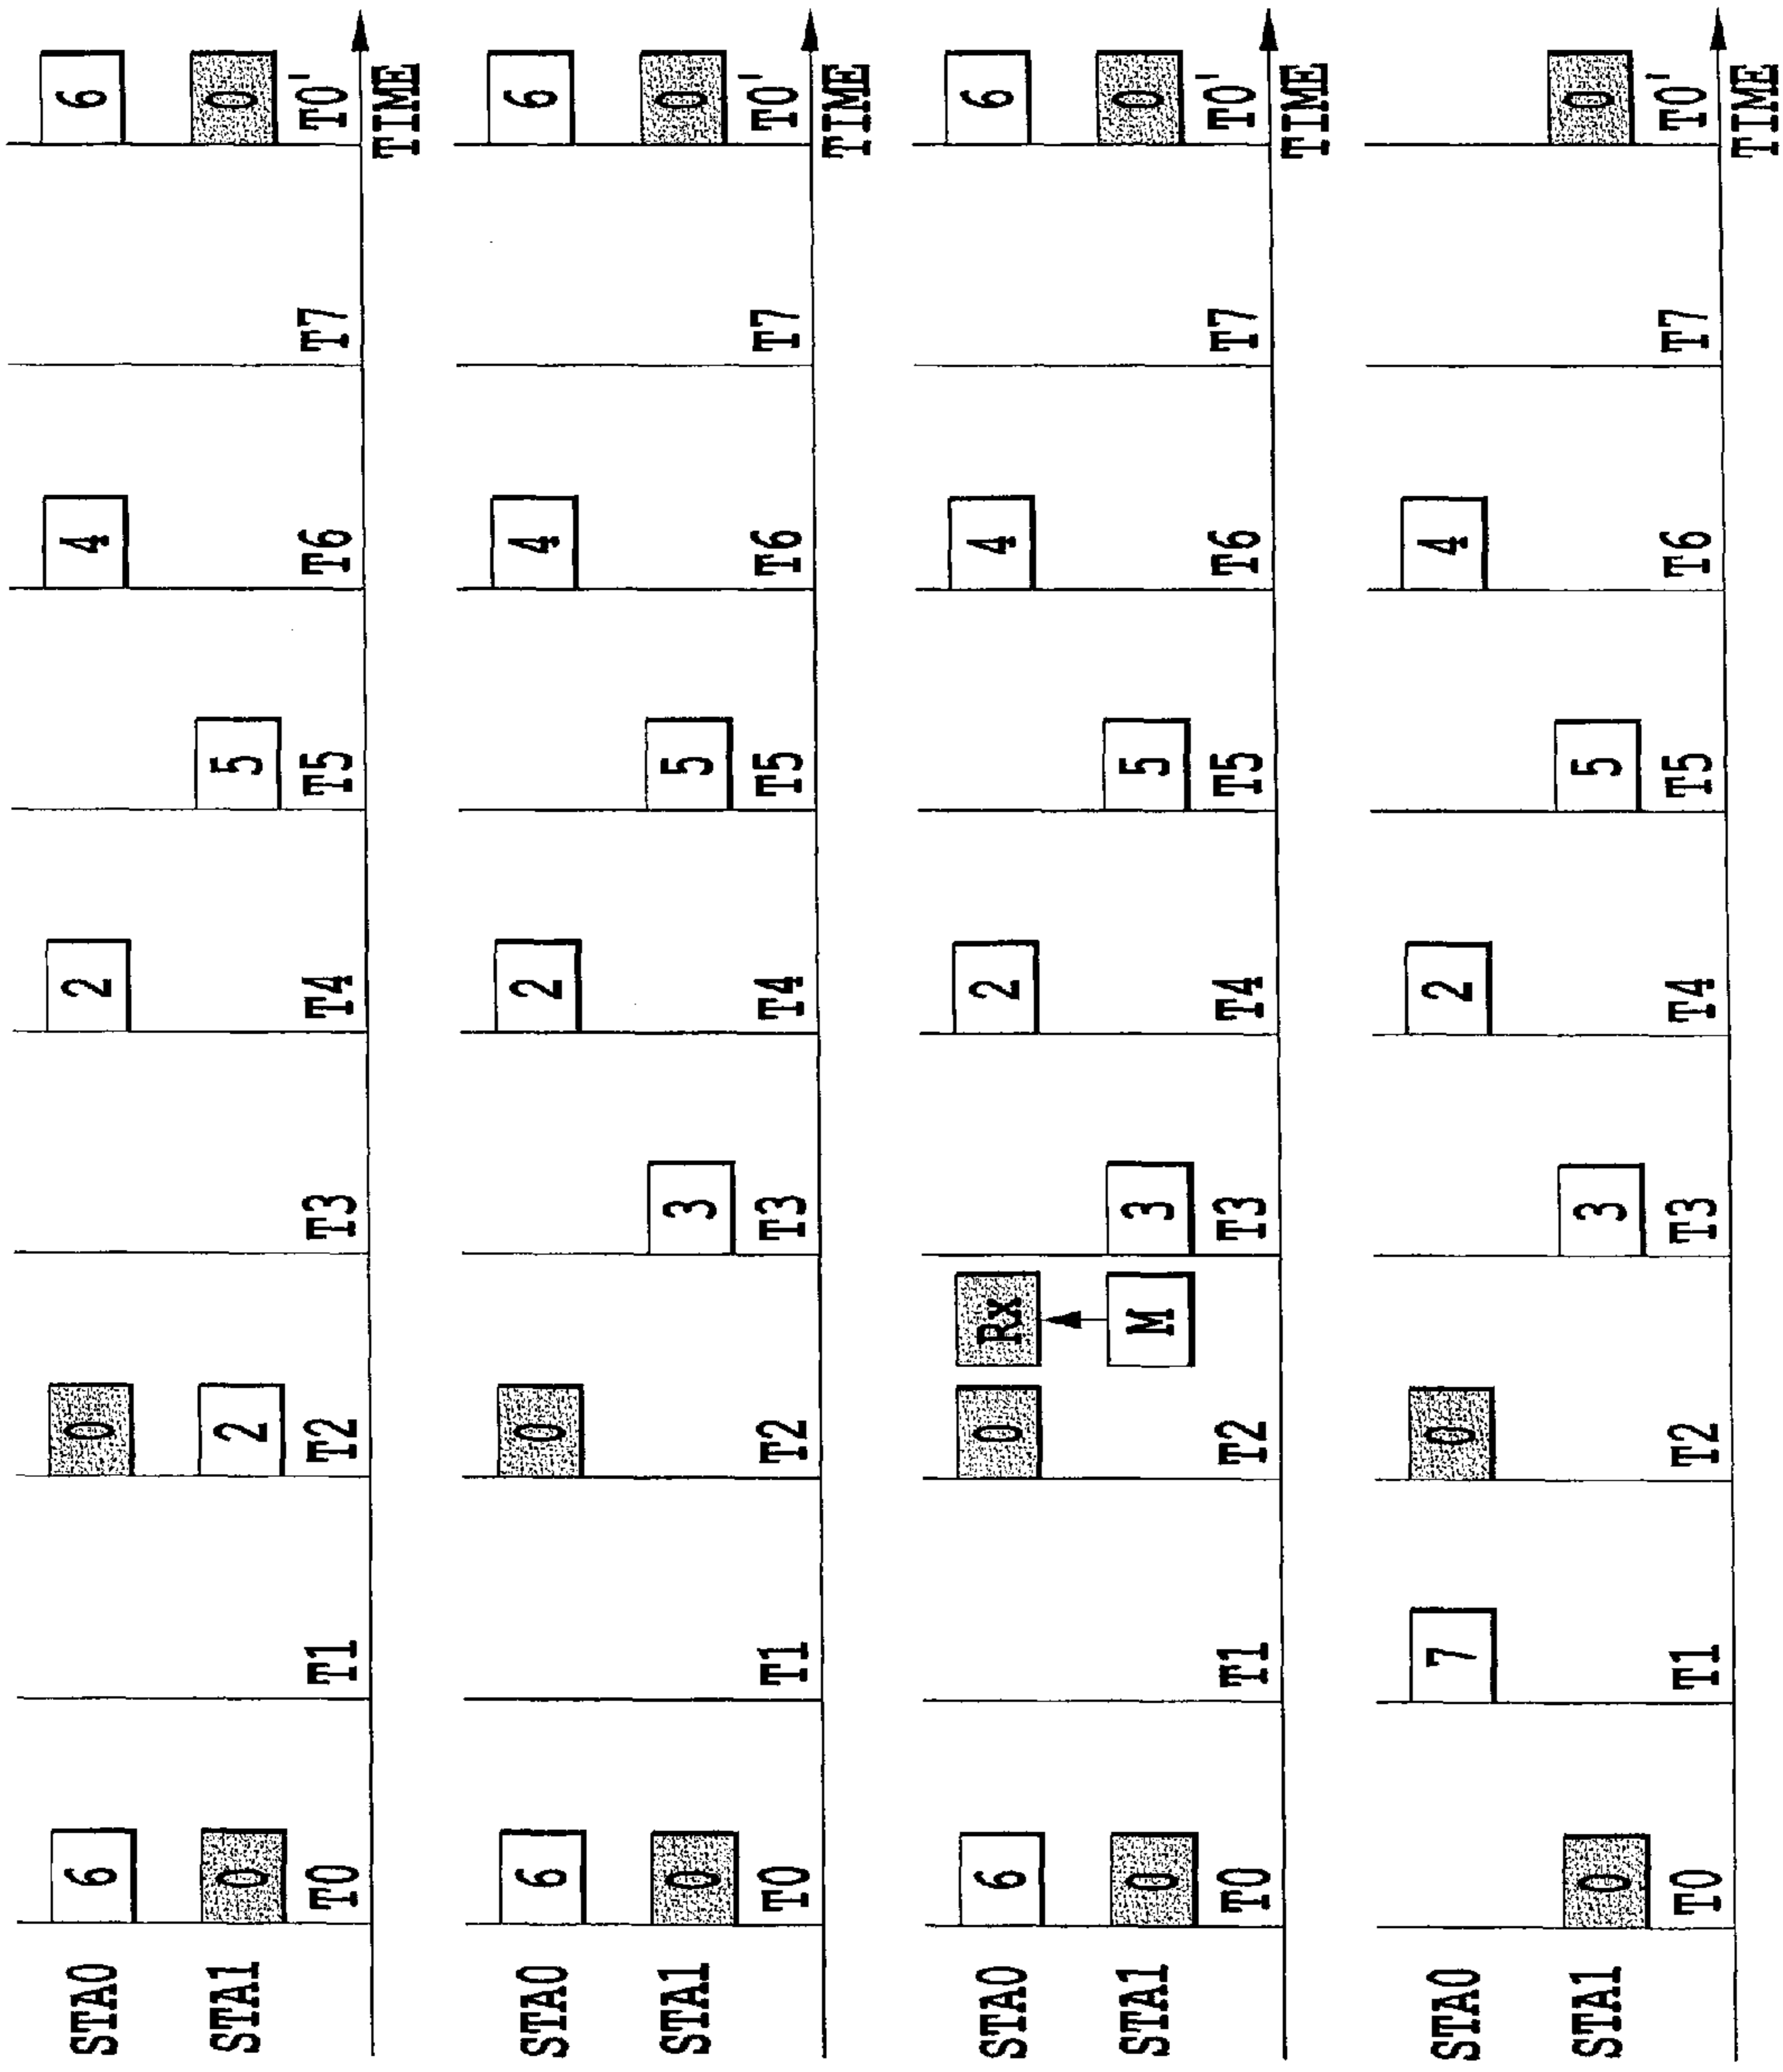 STA0 6 0 2 4 6
STA1 0 2 5 0
T0 T1 T2 T3 T4 T5 T6 T7 T0'
TIME
STA0 6 0 2 4 6
STA1 0 3 5 0
T0 T1 T2 T3 T4 T5 T6 T7 T0'
TIME
STA0 6 0 Rx 2 4 6
STA1 0 M 3 5 0
T0 T1 T2 T3 T4 T5 T6 T7 T0'
TIME
STA0 7 0 2 4
STA1 0 3 5 0
T0 T1 T2 T3 T4 T5 T6 T7 T0'
TIME